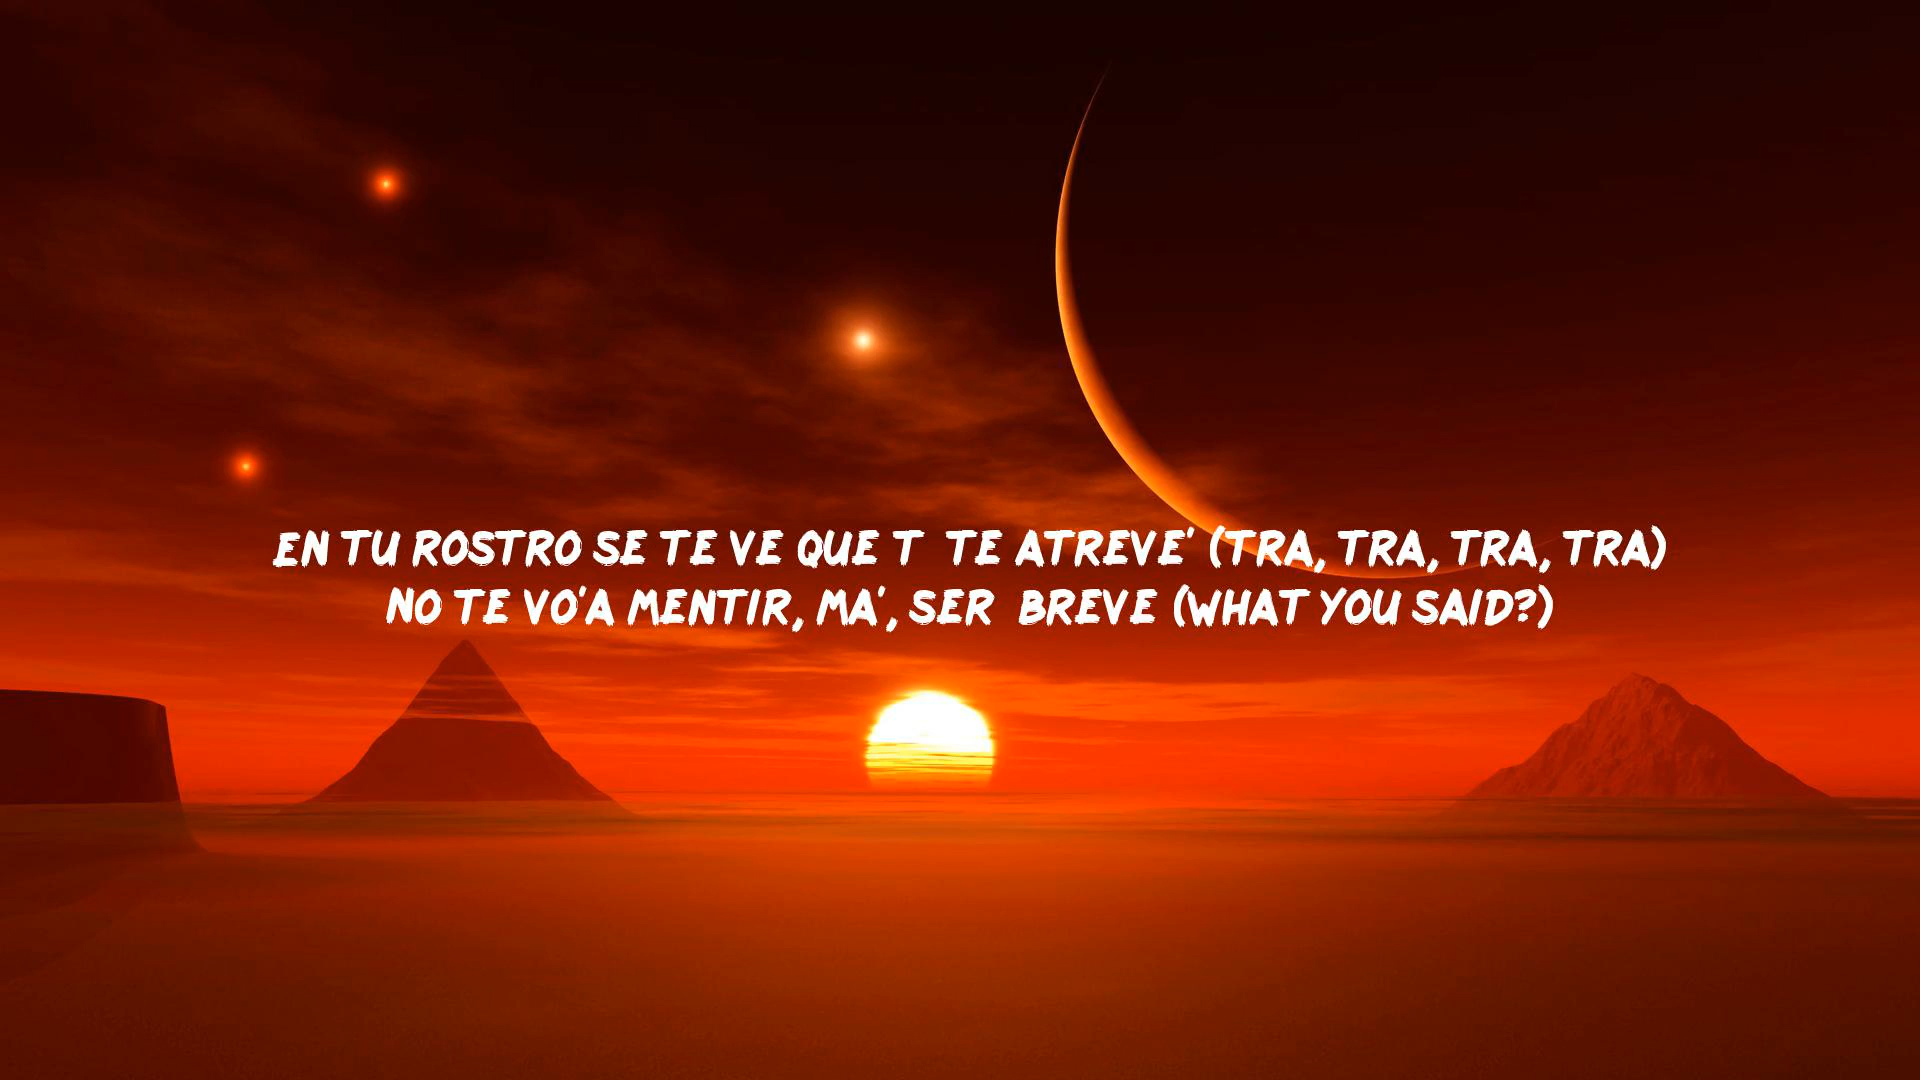 EN TU ROSTRO SE TE VE QUE T  TE ATREVE' (TRA, TRA, TRA, TRA)
NO TE VO'A MENTIR, MA', SER  BREVE (WHAT YOU SAID?)